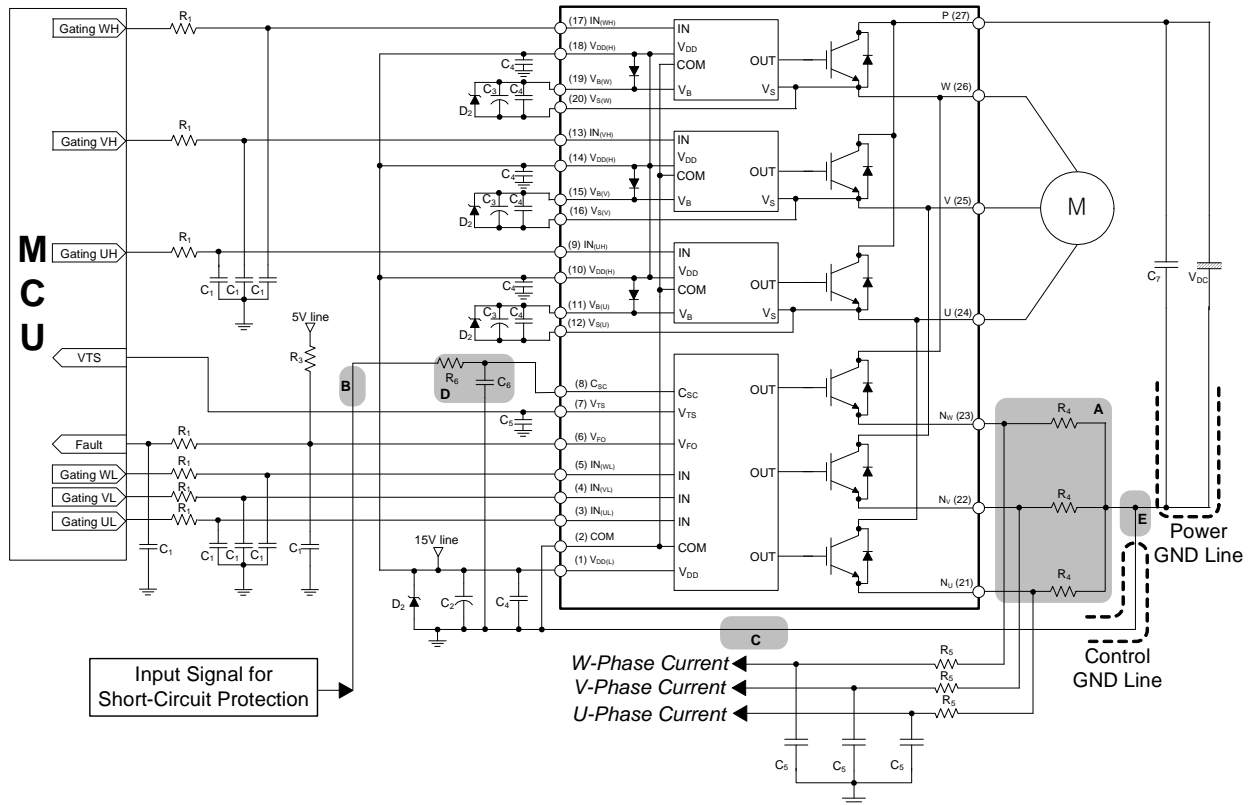 MCU
Gating WH
Gating VH
Gating UH
VTS
Fault
Gating WL
Gating VL
Gating UL
R1
R1
R1
R1
R1
R1
R1
C1 C1 C1
5V line
R3
C1
C1 C1 C1
C1
15V line
D2
C2
C4
B
R6
D
C6
C5
C4
D2
C3
C4
C4
D2
C3
C4
C4
D2
C3
C4
(17) IN(WH)
(18) VDD(H)
(19) VB(W)
(20) VS(W)
(13) IN(VH)
(14) VDD(H)
(15) VB(V)
(16) VS(V)
(9) IN(UH)
(10) VDD(H)
(11) VB(U)
(12) VS(U)
(8) CSC
(7) VTS
(6) VFO
(5) IN(WL)
(4) IN(VL)
(3) IN(UL)
(2) COM
(1) VDD(L)
IN
VDD
COM
VB
OUT
VS
IN
VDD
COM
VB
OUT
VS
IN
VDD
COM
VB
OUT
VS
CSC
VTS
VFO
IN
IN
IN
COM
VDD
OUT
OUT
OUT
P (27)
W (26)
V (25)
U (24)
NW (23)
NV (22)
NU (21)
M
C7
VDC
A
R4
R4
R4
E
Power
GND Line
Control
GND Line
C
Input Signal for
Short-Circuit Protection
W-Phase Current
V-Phase Current
U-Phase Current
R5
R5
R5
C5
C5
C5